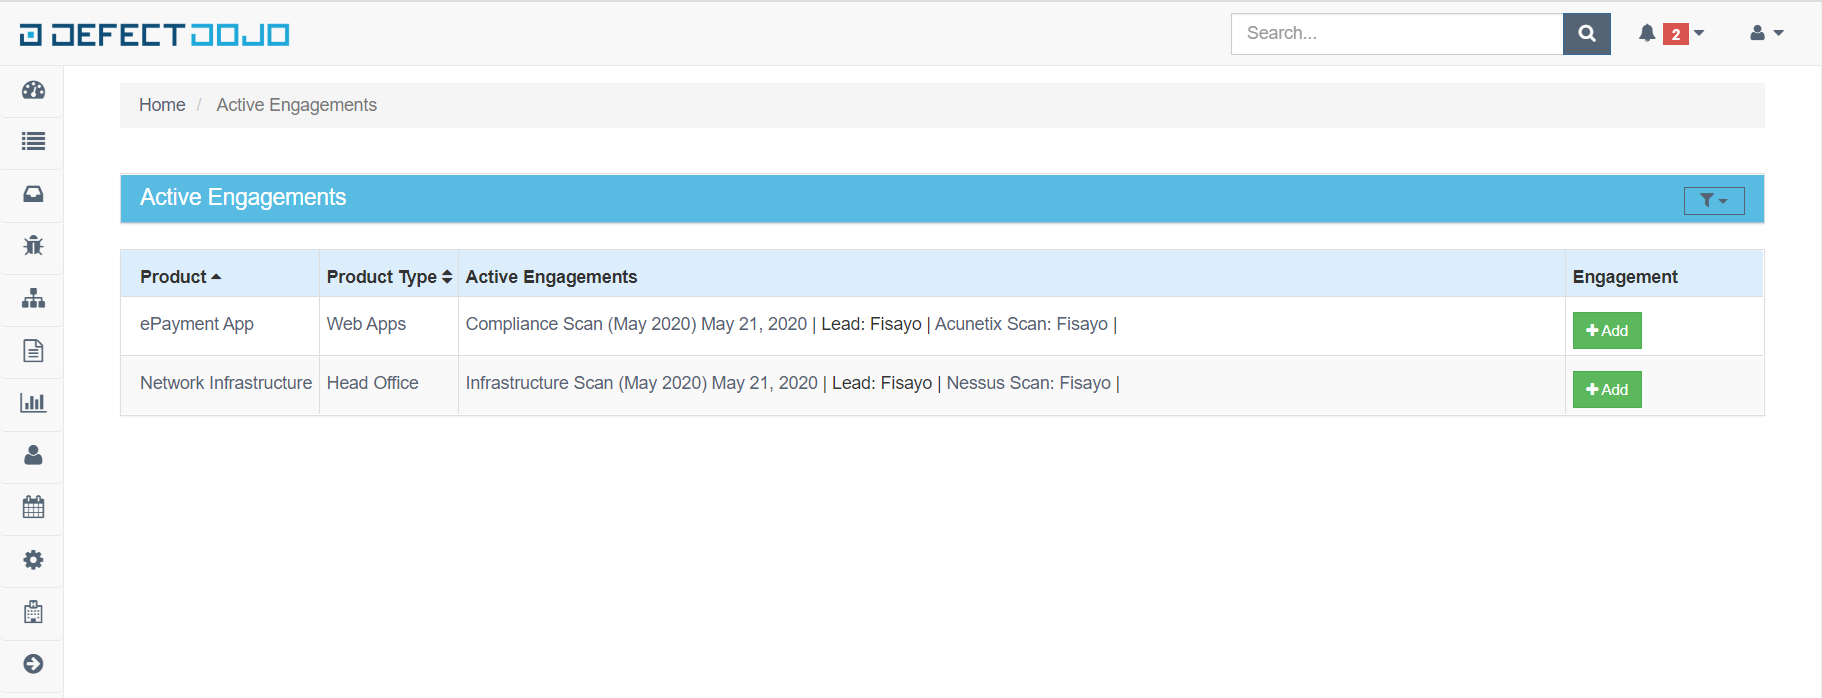 DEFECTDOJO
Search...
2
Home / Active Engagements
Active Engagements
Product Product Type Active Engagements Engagement
ePayment App Web Apps Compliance Scan (May 2020) May 21, 2020 | Lead: Fisayo | Acunetix Scan: Fisayo | Add
Network Infrastructure Head Office Infrastructure Scan (May 2020) May 21, 2020 | Lead: Fisayo | Nessus Scan: Fisayo | Add